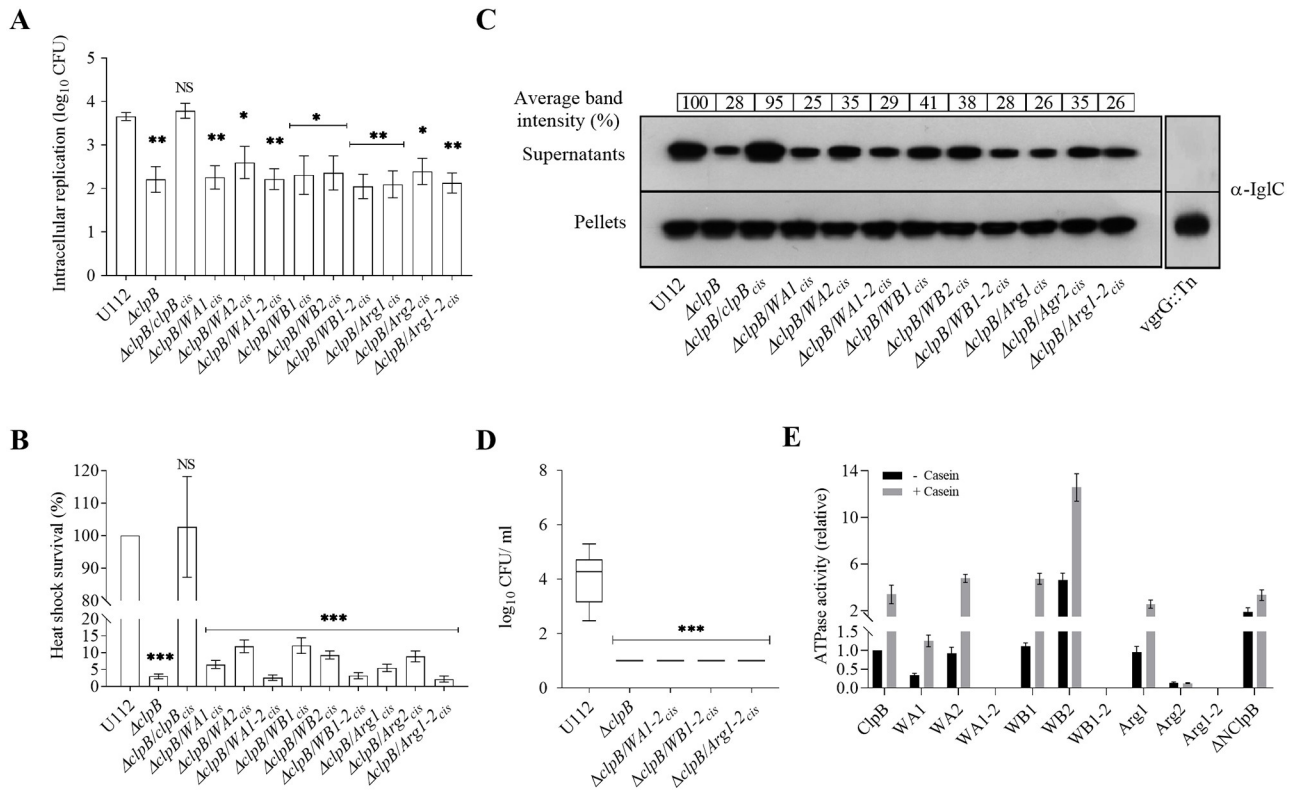 A
Intracellular replication (log10 CFU)
5
4
3
2
1
0
NS
**
**
*
**
*
**
*
**
U112
ΔclpB
ΔclpB/clpBcis
ΔclpB/WA1cis
ΔclpB/WA2cis
ΔclpB/WA1-2cis
ΔclpB/WB1cis
ΔclpB/WB2cis
ΔclpB/WB1-2cis
ΔclpB/Arg1cis
ΔclpB/Arg2cis
ΔclpB/Arg1-2cis
C
Average band
intensity (%)
100 28 95 25 35 29 41 38 28 26 35 26
Supernatants
Pellets
α-IglC
U112
ΔclpB
ΔclpB/clpBcis
ΔclpB/WA1cis
ΔclpB/WA2cis
ΔclpB/WA1-2cis
ΔclpB/WB1cis
ΔclpB/WB2cis
ΔclpB/WB1-2cis
ΔclpB/Arg1cis
ΔclpB/Agr2cis
ΔclpB/Arg1-2cis
vgrG::Tn
B
Heat shock survival (%)
120
110
100
90
80
20
15
10
5
0
NS
***
***
U112
ΔclpB
ΔclpB/clpBcis
ΔclpB/WA1cis
ΔclpB/WA2cis
ΔclpB/WA1-2cis
ΔclpB/WB1cis
ΔclpB/WB2cis
ΔclpB/WB1-2cis
ΔclpB/Arg1cis
ΔclpB/Arg2cis
ΔclpB/Arg1-2cis
D
log10 CFU/ ml
8
6
4
2
0
***
U112
ΔclpB
ΔclpB/WA1-2cis
ΔclpB/WB1-2cis
ΔclpB/Arg1-2cis
E
ATPase activity (relative)
14
10
6
2
1.5
1.0
0.5
0.0
- Casein
+ Casein
ClpB
WA1
WA2
WA1-2
WB1
WB2
WB1-2
Arg1
Arg2
Arg1-2
ΔNClpB